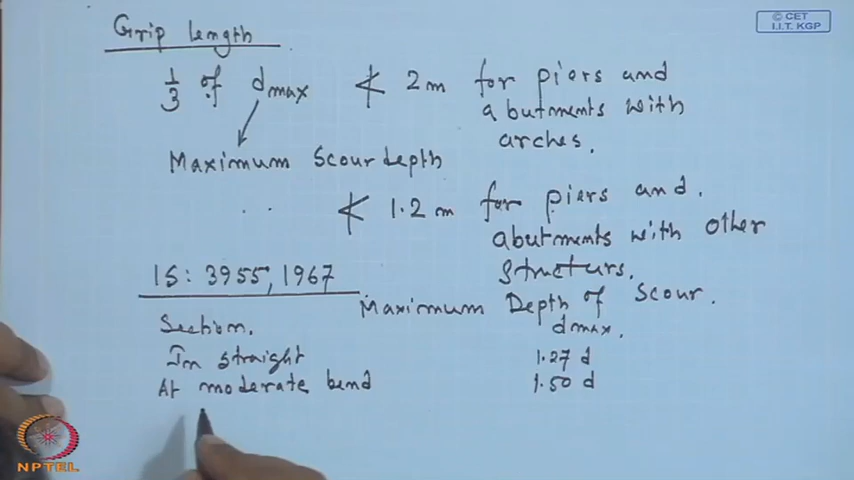 Grip length
© CET
I.I.T. KGP
1/3 of dmax ≮ 2 m for piers and
abutments with
arches.
Maximum Scour depth
≮ 1.2 m for piers and.
abutments with other
Structurs.
IS: 3955, 1967
Maximum Depth of Scour.
dmax.
Section.
In straight 1.27 d
At moderate bend 1.50 d
NPTEL